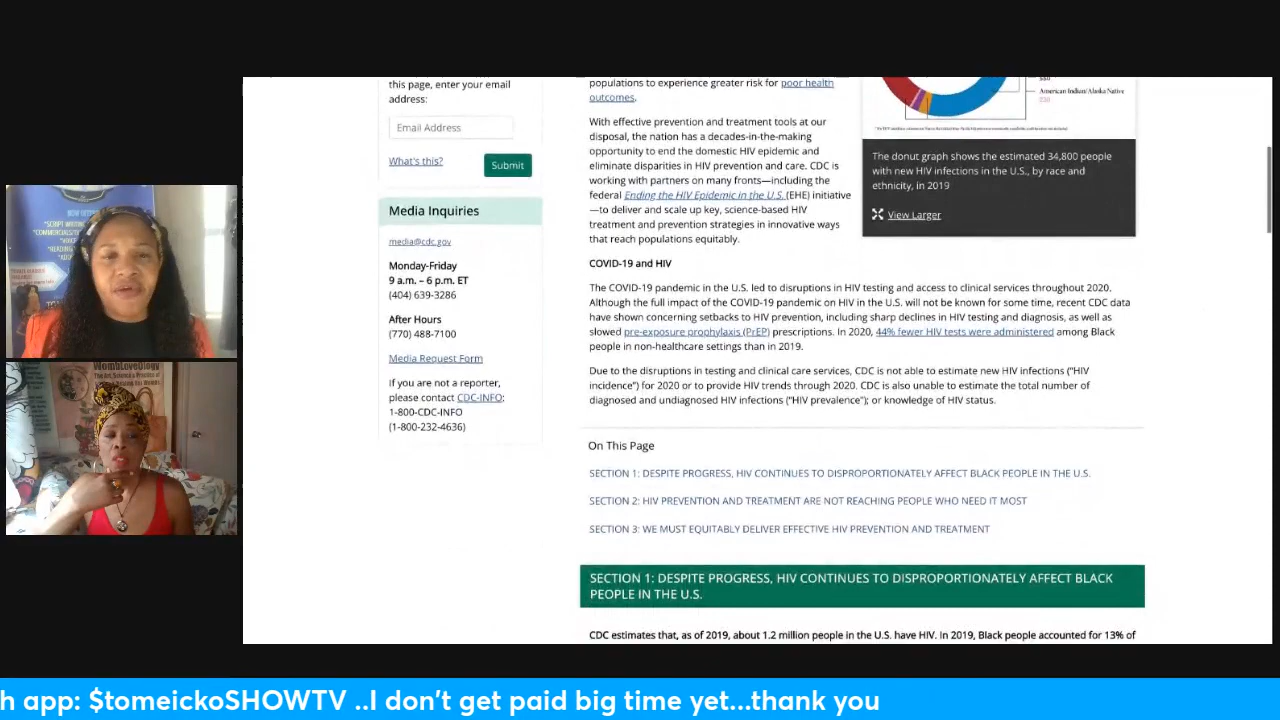 this page, enter your email
address:
Email Address
What's this?
Submit
Media Inquiries
media@cdc.gov
Monday-Friday
9 a.m. – 6 p.m. ET
(404) 639-3286
After Hours
(770) 488-7100
Media Request Form
If you are not a reporter,
please contact CDC-INFO:
1-800-CDC-INFO
(1-800-232-4636)
populations to experience greater risk for poor health
outcomes.
With effective prevention and treatment tools at our
disposal, the nation has a decades-in-the-making
opportunity to end the domestic HIV epidemic and
eliminate disparities in HIV prevention and care. CDC is
working with partners on many fronts—including the
federal Ending the HIV Epidemic in the U.S. (EHE) initiative
—to deliver and scale up key, science-based HIV
treatment and prevention strategies in innovative ways
that reach populations equitably.
American Indian/Alaska Native
The donut graph shows the estimated 34,800 people
with new HIV infections in the U.S., by race and
ethnicity, in 2019
View Larger
COVID-19 and HIV
The COVID-19 pandemic in the U.S. led to disruptions in HIV testing and access to clinical services throughout 2020.
Although the full impact of the COVID-19 pandemic on HIV in the U.S. will not be known for some time, recent CDC data
have shown concerning setbacks to HIV prevention, including sharp declines in HIV testing and diagnosis, as well as
slowed pre-exposure prophylaxis (PrEP) prescriptions. In 2020, 44% fewer HIV tests were administered among Black
people in non-healthcare settings than in 2019.
Due to the disruptions in testing and clinical care services, CDC is not able to estimate new HIV infections (“HIV
incidence”) for 2020 or to provide HIV trends through 2020. CDC is also unable to estimate the total number of
diagnosed and undiagnosed HIV infections (“HIV prevalence”); or knowledge of HIV status.
On This Page
SECTION 1: DESPITE PROGRESS, HIV CONTINUES TO DISPROPORTIONATELY AFFECT BLACK PEOPLE IN THE U.S.
SECTION 2: HIV PREVENTION AND TREATMENT ARE NOT REACHING PEOPLE WHO NEED IT MOST
SECTION 3: WE MUST EQUITABLY DELIVER EFFECTIVE HIV PREVENTION AND TREATMENT
SECTION 1: DESPITE PROGRESS, HIV CONTINUES TO DISPROPORTIONATELY AFFECT BLACK
PEOPLE IN THE U.S.
CDC estimates that, as of 2019, about 1.2 million people in the U.S. have HIV. In 2019, Black people accounted for 13% of
WombLoveOlogy
h app: $tomeickoSHOWTV ..I don't get paid big time yet...thank you